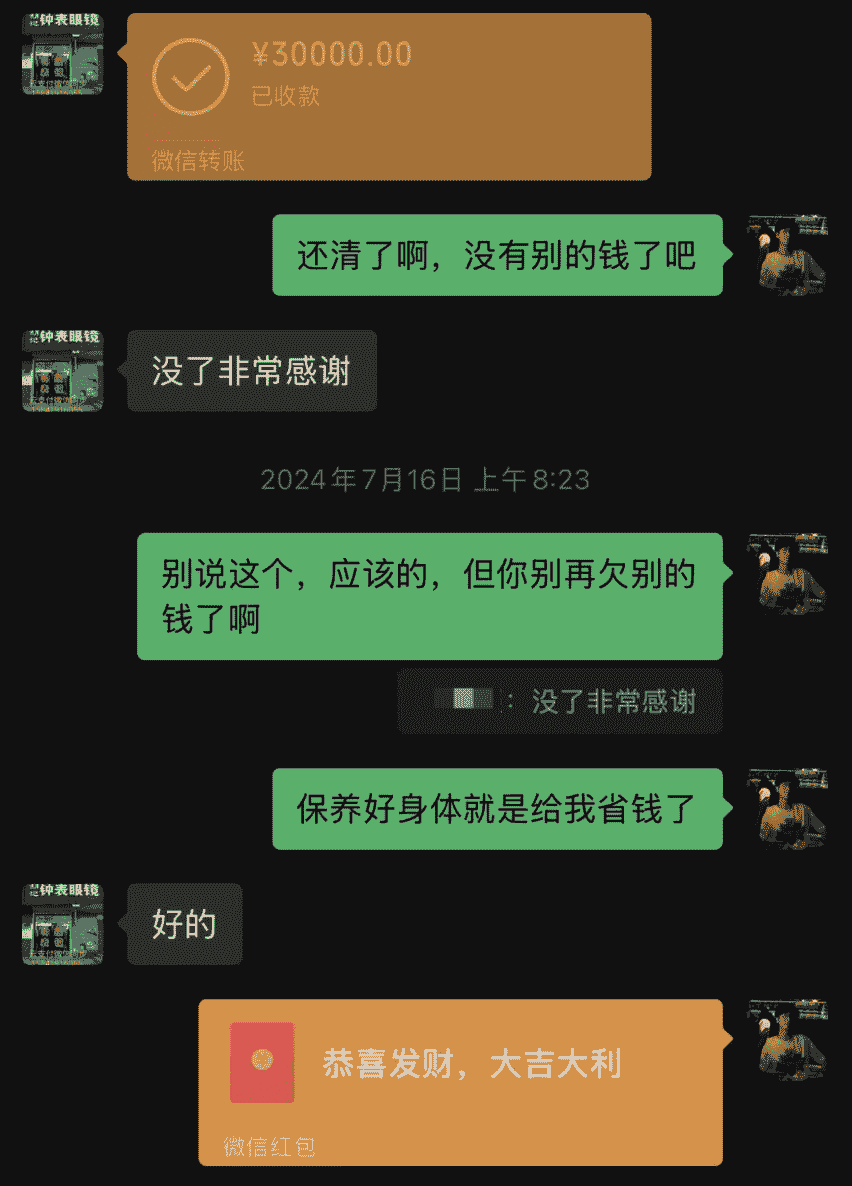 钟表眼镜
¥30000.00
已收款
微信转账
还清了啊，没有别的钱了吧
钟表眼镜
没了非常感谢
2024年7月16日 上午8:23
别说这个，应该的，但你别再欠别的
钱了啊
：没了非常感谢
保养好身体就是给我省钱了
钟表眼镜
好的
恭喜发财，大吉大利
微信红包